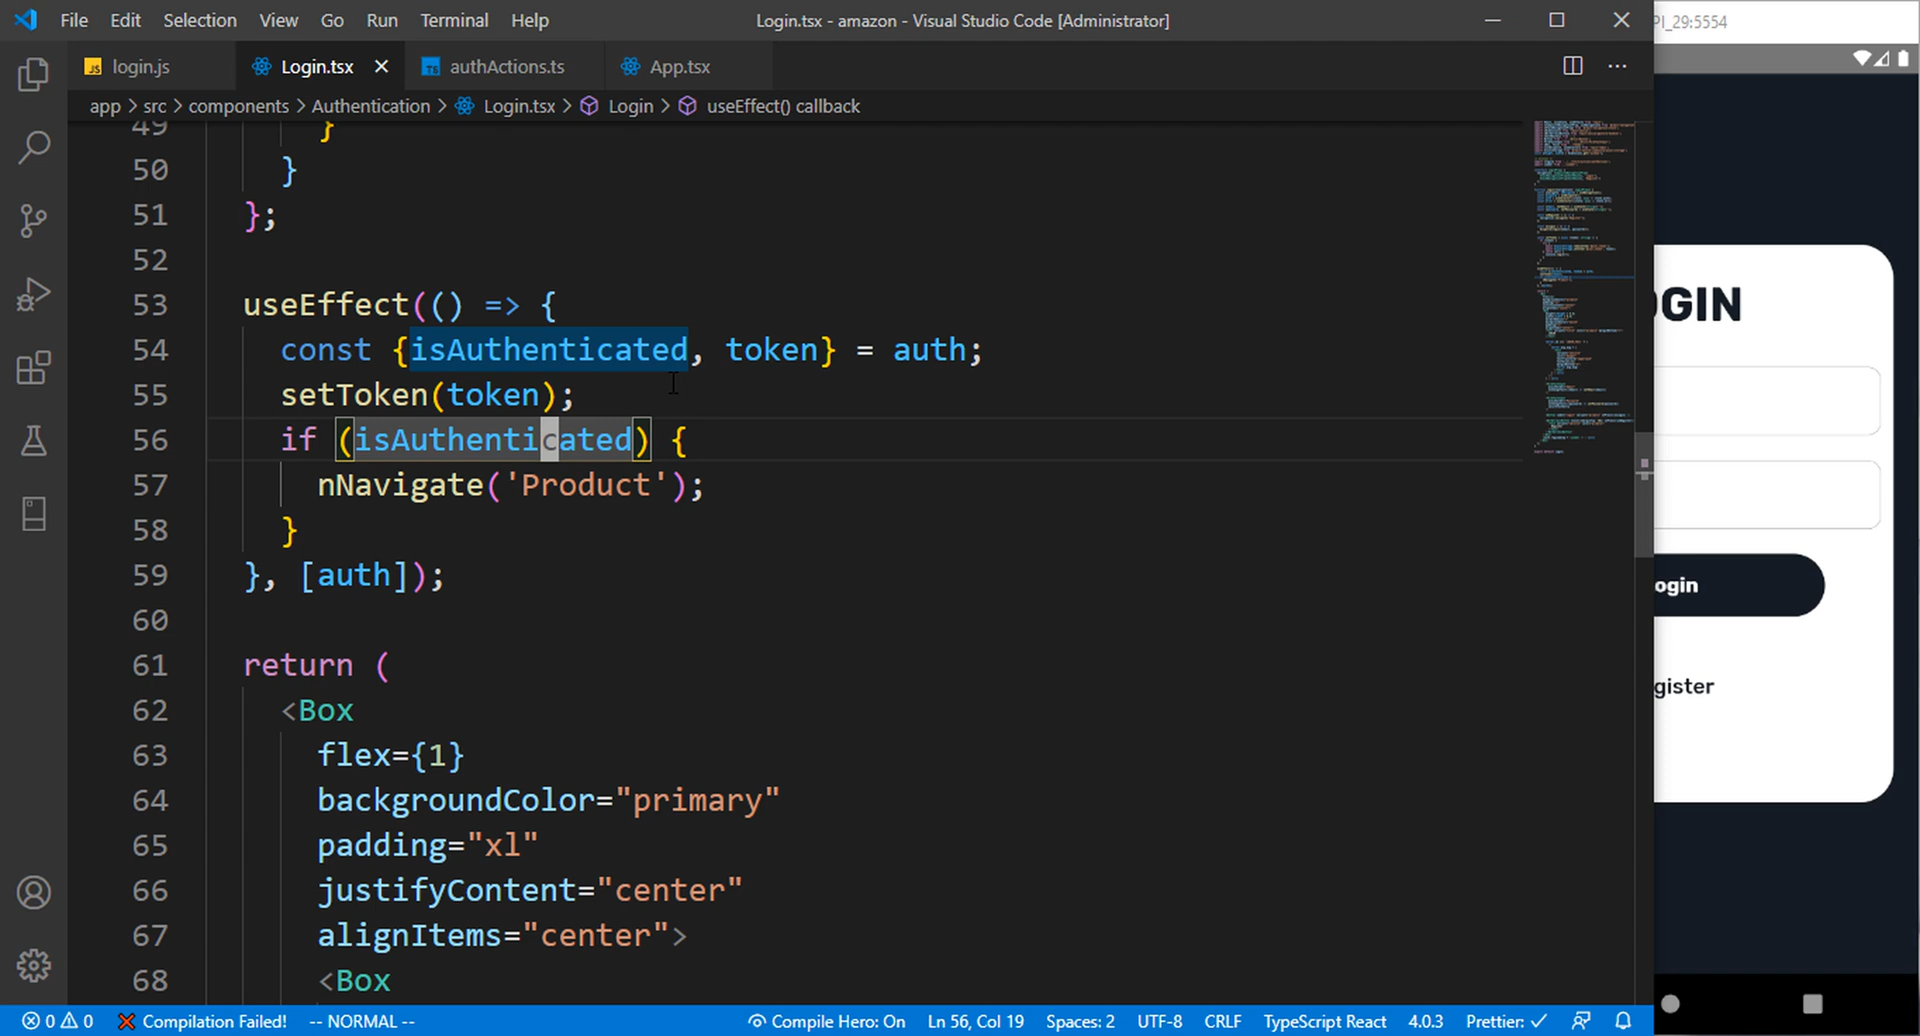 File Edit Selection View Go Run Terminal Help
Login.tsx - amazon - Visual Studio Code [Administrator]
PI_29:5554
JS login.js
Login.tsx
TS authActions.ts
App.tsx
app > src > components > Authentication > Login.tsx > Login > useEffect() callback
49 }
50 }
51 };
52
53 useEffect(() => {
54 const {isAuthenticated, token} = auth;
55 setToken(token);
56 if (isAuthenticated) {
57 nNavigate('Product');
58 }
59 }, [auth]);
60
61 return (
62 <Box
63 flex={1}
64 backgroundColor="primary"
65 padding="xl"
66 justifyContent="center"
67 alignItems="center">
68 <Box
OGIN
ogin
gister
0 0 Compilation Failed! -- NORMAL -- Compile Hero: On Ln 56, Col 19 Spaces: 2 UTF-8 CRLF TypeScript React 4.0.3 Prettier: ✓